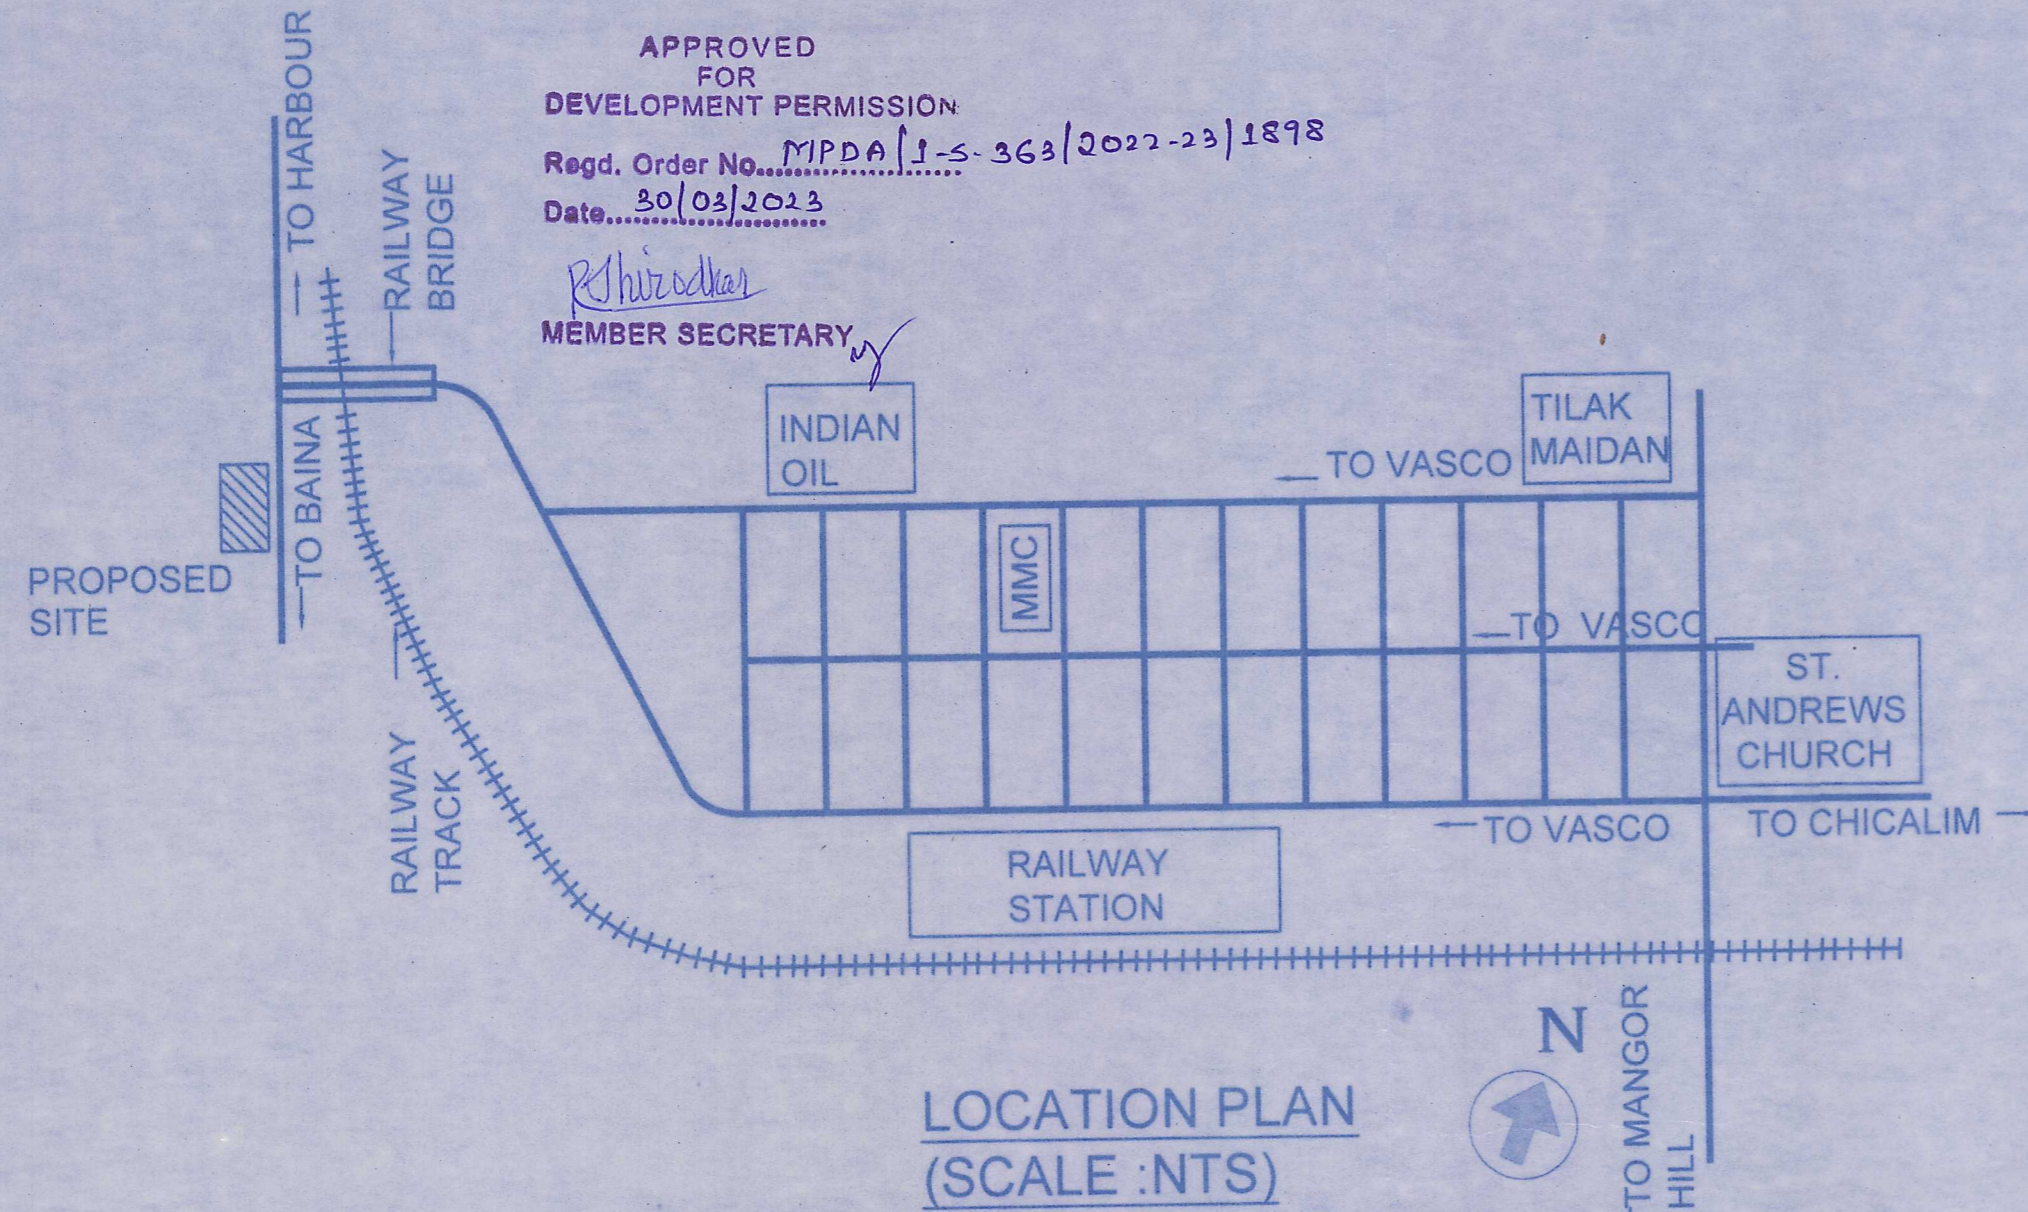 APPROVED
FOR
DEVELOPMENT PERMISSION
Regd. Order No. MPDA/1-S-363/2022-23/1898
Date 30/03/2023
RShirodkar
MEMBER SECRETARY
TO HARBOUR
RAILWAY
BRIDGE
TO BAINA
PROPOSED
SITE
RAILWAY
TRACK
INDIAN
OIL
TILAK
MAIDAN
TO VASCO
MMC
TO VASCO
ST.
ANDREWS
CHURCH
TO VASCO
TO CHICALIM
RAILWAY
STATION
N
TO MANGOR
HILL
LOCATION PLAN
(SCALE :NTS)